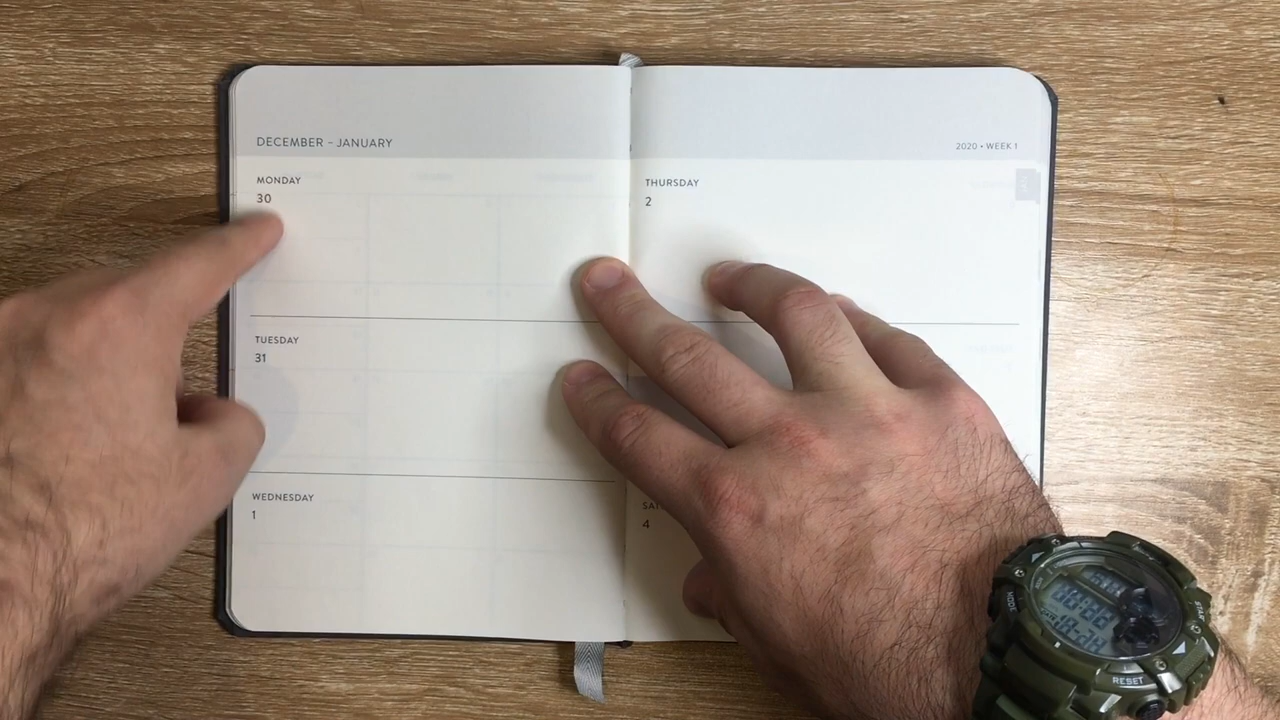 DECEMBER – JANUARY
MONDAY
30
TUESDAY
31
WEDNESDAY
1
2020 • WEEK 1
THURSDAY
2
4
RESET